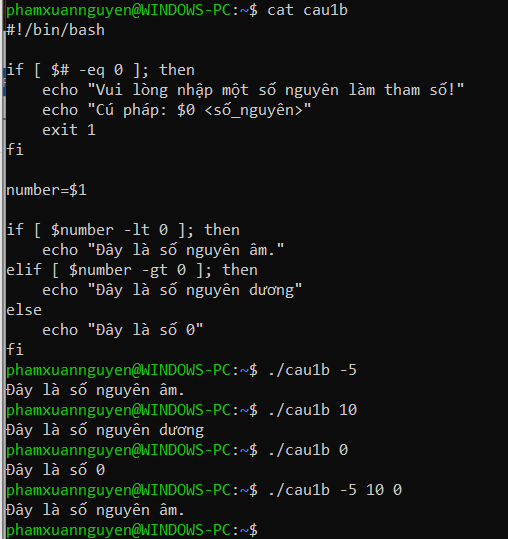 phamxuannguyen@WINDOWS-PC:~$ cat cau1b
#!/bin/bash
if [ $# -eq 0 ]; then
    echo "Vui lòng nhập một số nguyên làm tham số!"
    echo "Cú pháp: $0 <số_nguyên>"
    exit 1
fi
number=$1
if [ $number -lt 0 ]; then
    echo "Đây là số nguyên âm."
elif [ $number -gt 0 ]; then
    echo "Đây là số nguyên dương"
else
    echo "Đây là số 0"
fi
phamxuannguyen@WINDOWS-PC:~$ ./cau1b -5
Đây là số nguyên âm.
phamxuannguyen@WINDOWS-PC:~$ ./cau1b 10
Đây là số nguyên dương
phamxuannguyen@WINDOWS-PC:~$ ./cau1b 0
Đây là số 0
phamxuannguyen@WINDOWS-PC:~$ ./cau1b -5 10 0
Đây là số nguyên âm.
phamxuannguyen@WINDOWS-PC:~$